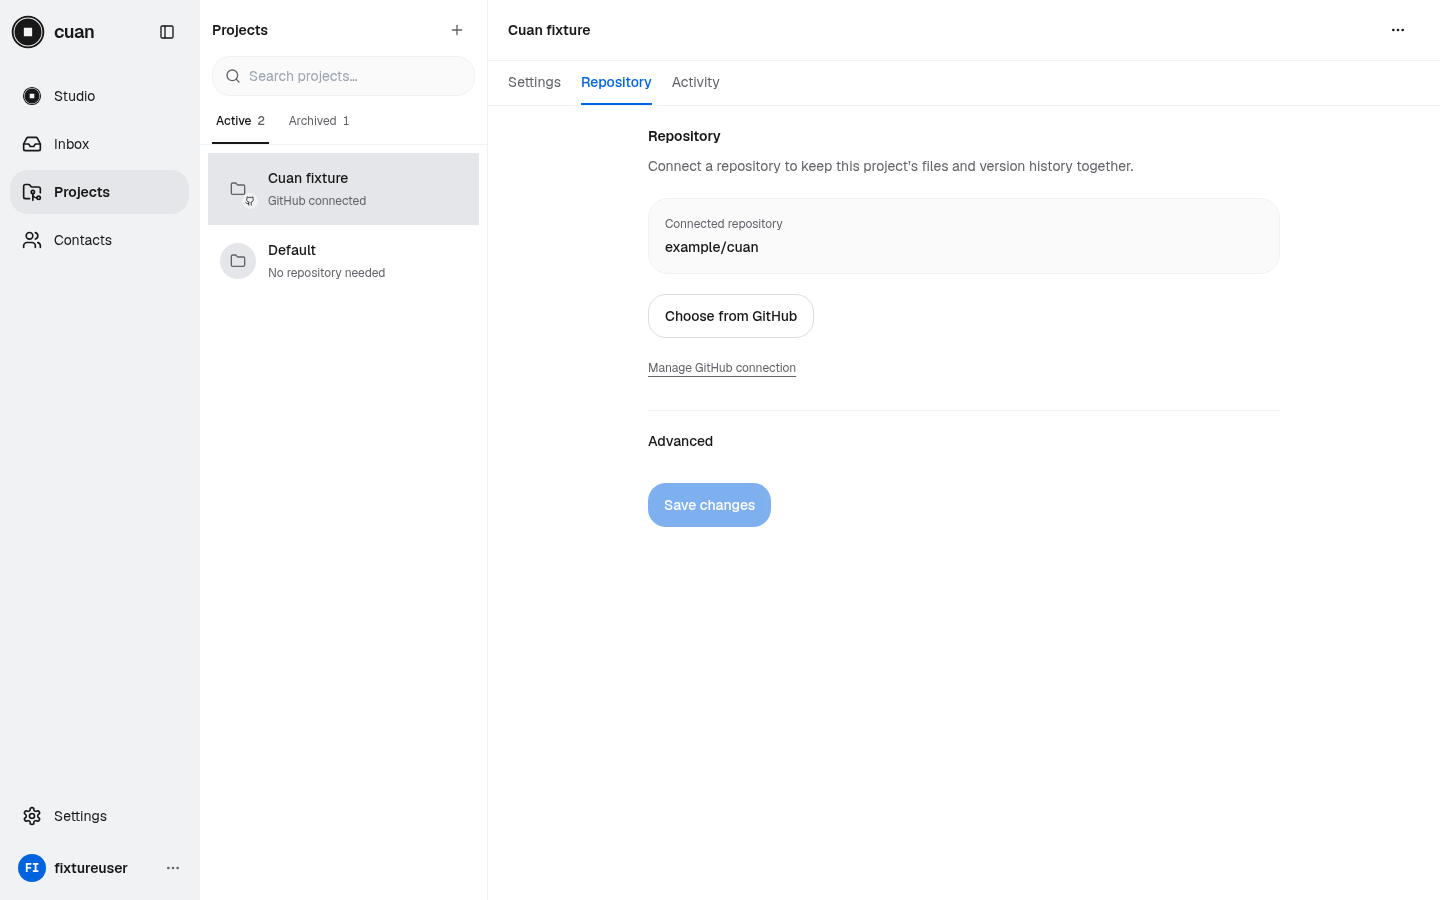 cuan
Studio
Inbox
Projects
Contacts
Settings
FI
fixtureuser
Projects
Search projects...
Active 2
Archived 1
Cuan fixture
GitHub connected
Default
No repository needed
Cuan fixture
Settings
Repository
Activity
Repository
Connect a repository to keep this project's files and version history together.
Connected repository
example/cuan
Choose from GitHub
Manage GitHub connection
Advanced
Save changes